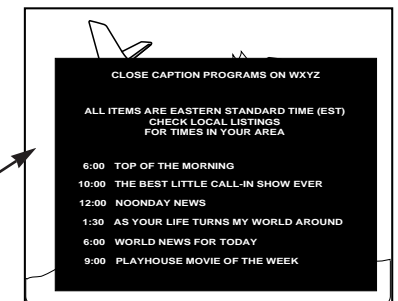 CLOSE CAPTION PROGRAMS ON WXYZ
ALL ITEMS ARE EASTERN STANDARD TIME (EST)
CHECK LOCAL LISTINGS
FOR TIMES IN YOUR AREA
6:00 TOP OF THE MORNING
10:00 THE BEST LITTLE CALL-IN SHOW EVER
12:00 NOONDAY NEWS
1:30 AS YOUR LIFE TURNS MY WORLD AROUND
6:00 WORLD NEWS FOR TODAY
9:00 PLAYHOUSE MOVIE OF THE WEEK